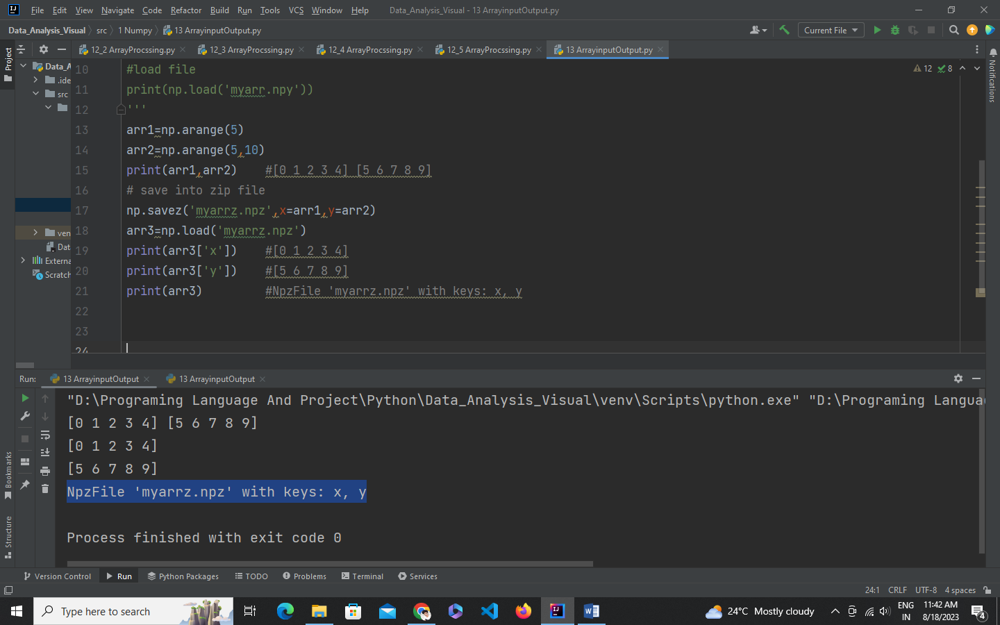 File Edit View Navigate Code Refactor Build Run Tools VCS Window Help Data_Analysis_Visual - 13 ArrayinputOutput.py
Data_Analysis_Visual src 1 Numpy 13 ArrayinputOutput.py Current File
12_2 ArrayProcssing.py 12_3 ArrayProcssing.py 12_4 ArrayProcssing.py 12_5 ArrayProcssing.py 13 ArrayinputOutput.py
Project
Data_A
.ide
src
ven
Dat
Externa
Scratch
12 8
Notifications
10 #load file
11 print(np.load('myarr.npy'))
12 '''
13 arr1=np.arange(5)
14 arr2=np.arange(5,10)
15 print(arr1,arr2) #[0 1 2 3 4] [5 6 7 8 9]
16 # save into zip file
17 np.savez('myarrz.npz',x=arr1,y=arr2)
18 arr3=np.load('myarrz.npz')
19 print(arr3['x']) #[0 1 2 3 4]
20 print(arr3['y']) #[5 6 7 8 9]
21 print(arr3) #NpzFile 'myarrz.npz' with keys: x, y
22
23
24
Run: 13 ArrayinputOutput 13 ArrayinputOutput
"D:\Programing Language And Project\Python\Data_Analysis_Visual\venv\Scripts\python.exe" "D:\Programing Langua
[0 1 2 3 4] [5 6 7 8 9]
[0 1 2 3 4]
[5 6 7 8 9]
NpzFile 'myarrz.npz' with keys: x, y
Process finished with exit code 0
Bookmarks
Structure
Version Control Run Python Packages TODO Problems Terminal Services
24:1 CRLF UTF-8 4 spaces
Type here to search
24°C Mostly cloudy
ENG
IN
11:42 AM
8/18/2023
4